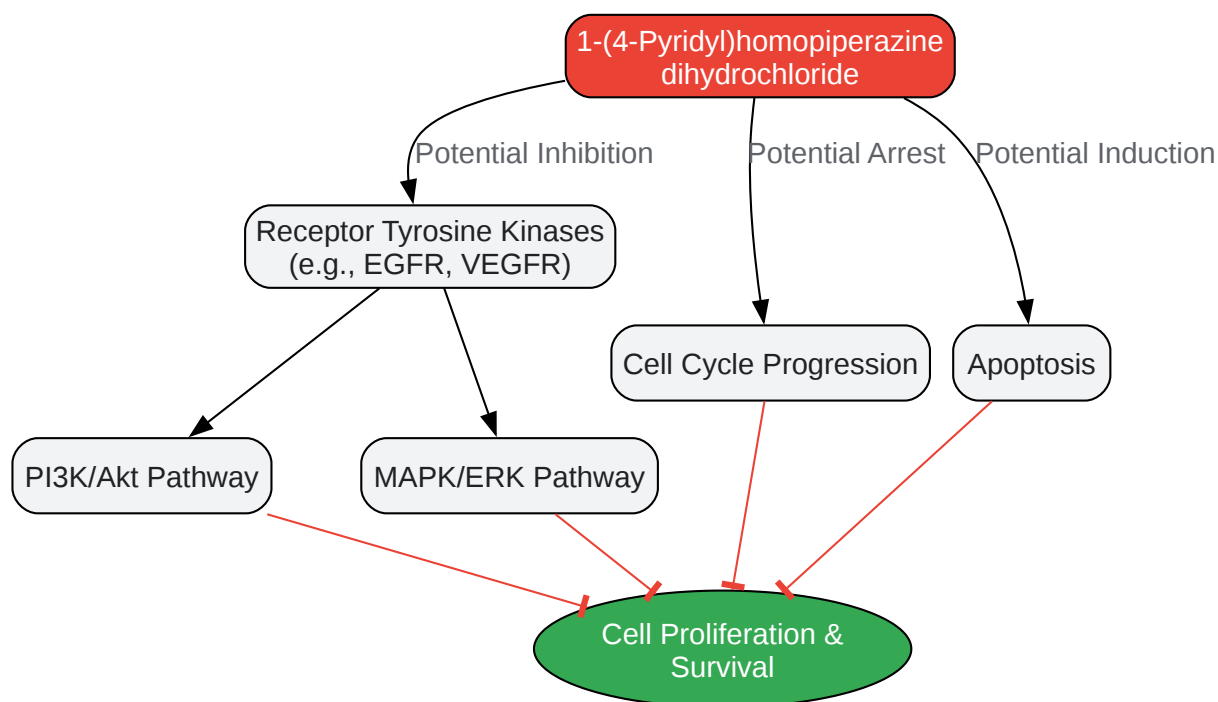 1-(4-Pyridyl)homopiperazine
dihydrochloride
Potential Inhibition
Potential Arrest
Potential Induction
Receptor Tyrosine Kinases
(e.g., EGFR, VEGFR)
Cell Cycle Progression
Apoptosis
PI3K/Akt Pathway
MAPK/ERK Pathway
Cell Proliferation &
Survival